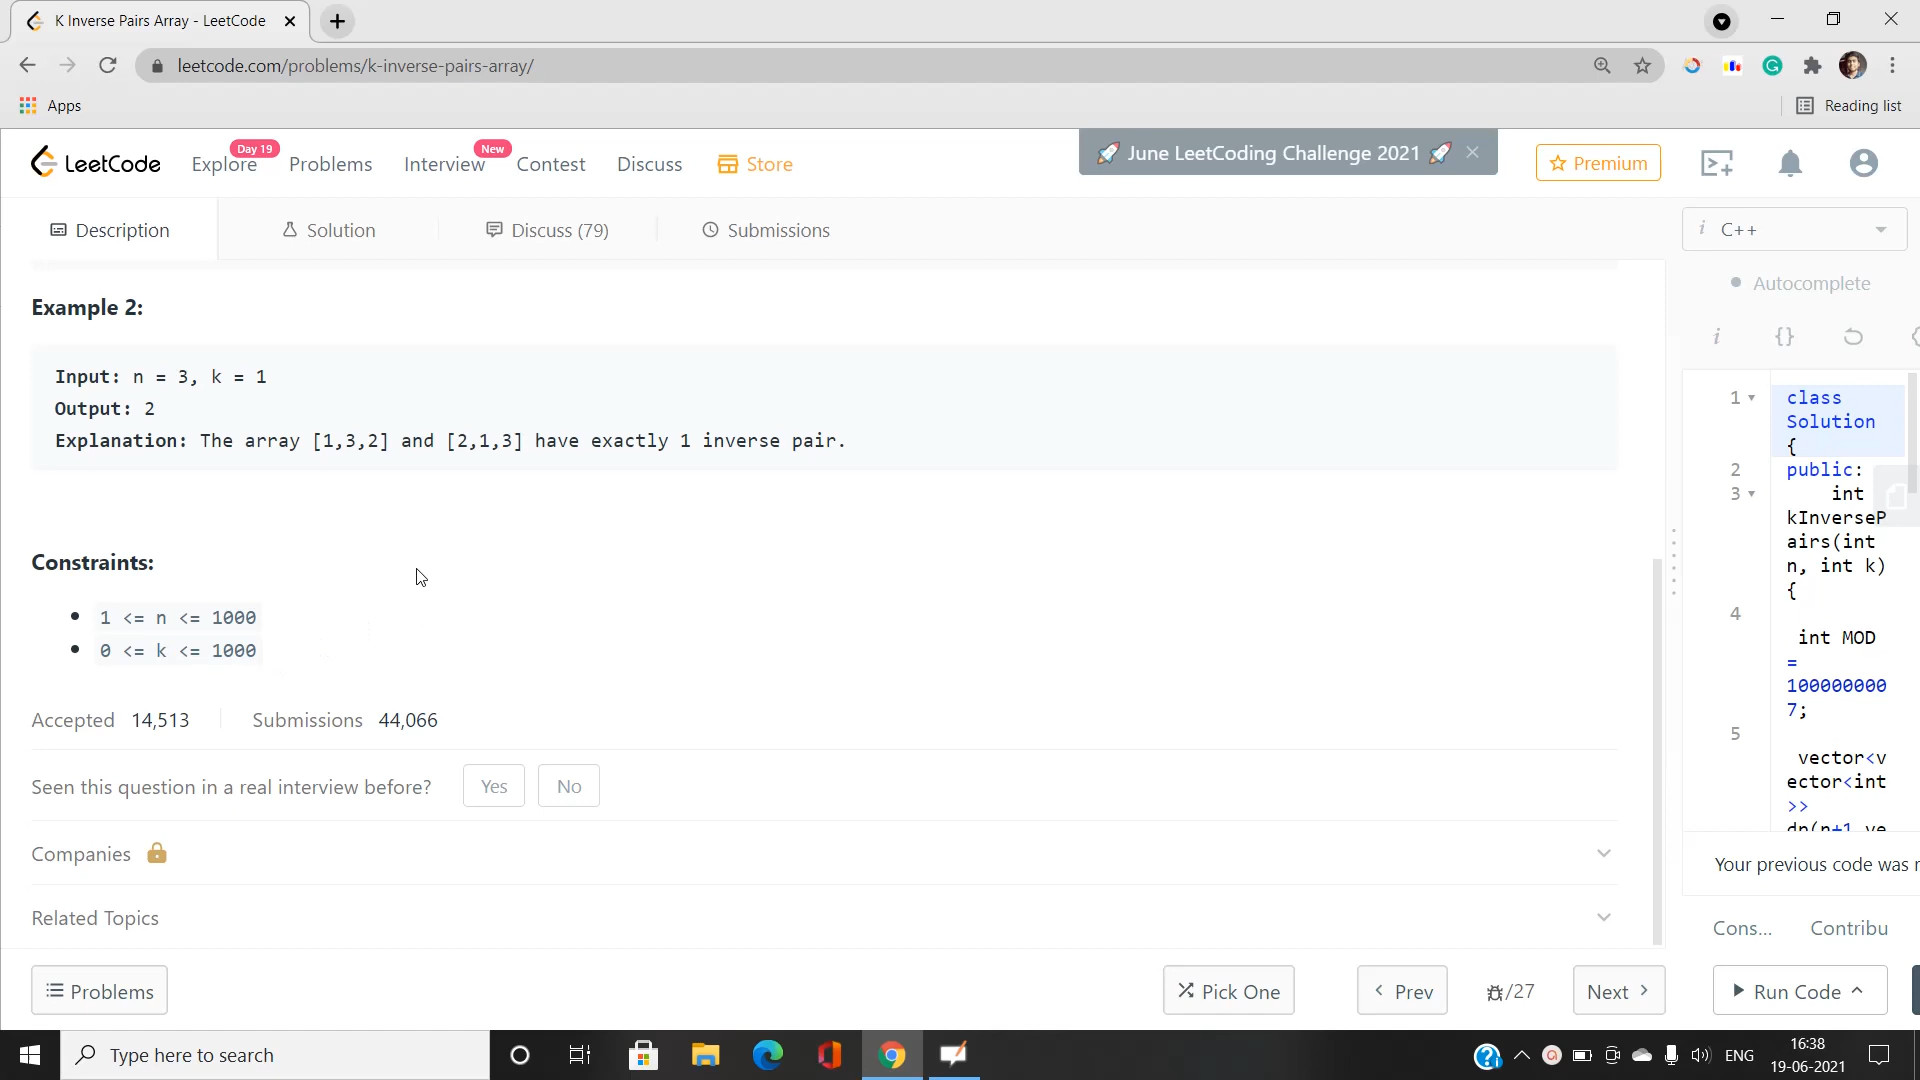 K Inverse Pairs Array - LeetCode
leetcode.com/problems/k-inverse-pairs-array/
Apps
Reading list
LeetCode
Explore
Day 19
Problems
Interview
New
Contest
Discuss
Store
🚀 June LeetCoding Challenge 2021 🚀
Premium
Description
Solution
Discuss (79)
Submissions
i C++
Autocomplete
Example 2:
Input: n = 3, k = 1
Output: 2
Explanation: The array [1,3,2] and [2,1,3] have exactly 1 inverse pair.
Constraints:
1 <= n <= 1000
0 <= k <= 1000
Accepted 14,513
Submissions 44,066
Seen this question in a real interview before?
Yes
No
Companies
Related Topics
i {}
1 class
Solution
{
2 public:
3 int
kInverseP
airs(int
n, int k)
{
4
int MOD
=
100000000
7;
5
vector<v
ector<int
>>
dp(n+1,ve
Your previous code was r
Cons...
Contribu
Problems
Pick One
Prev
/27
Next
Run Code
Type here to search
ENG
16:38
19-06-2021